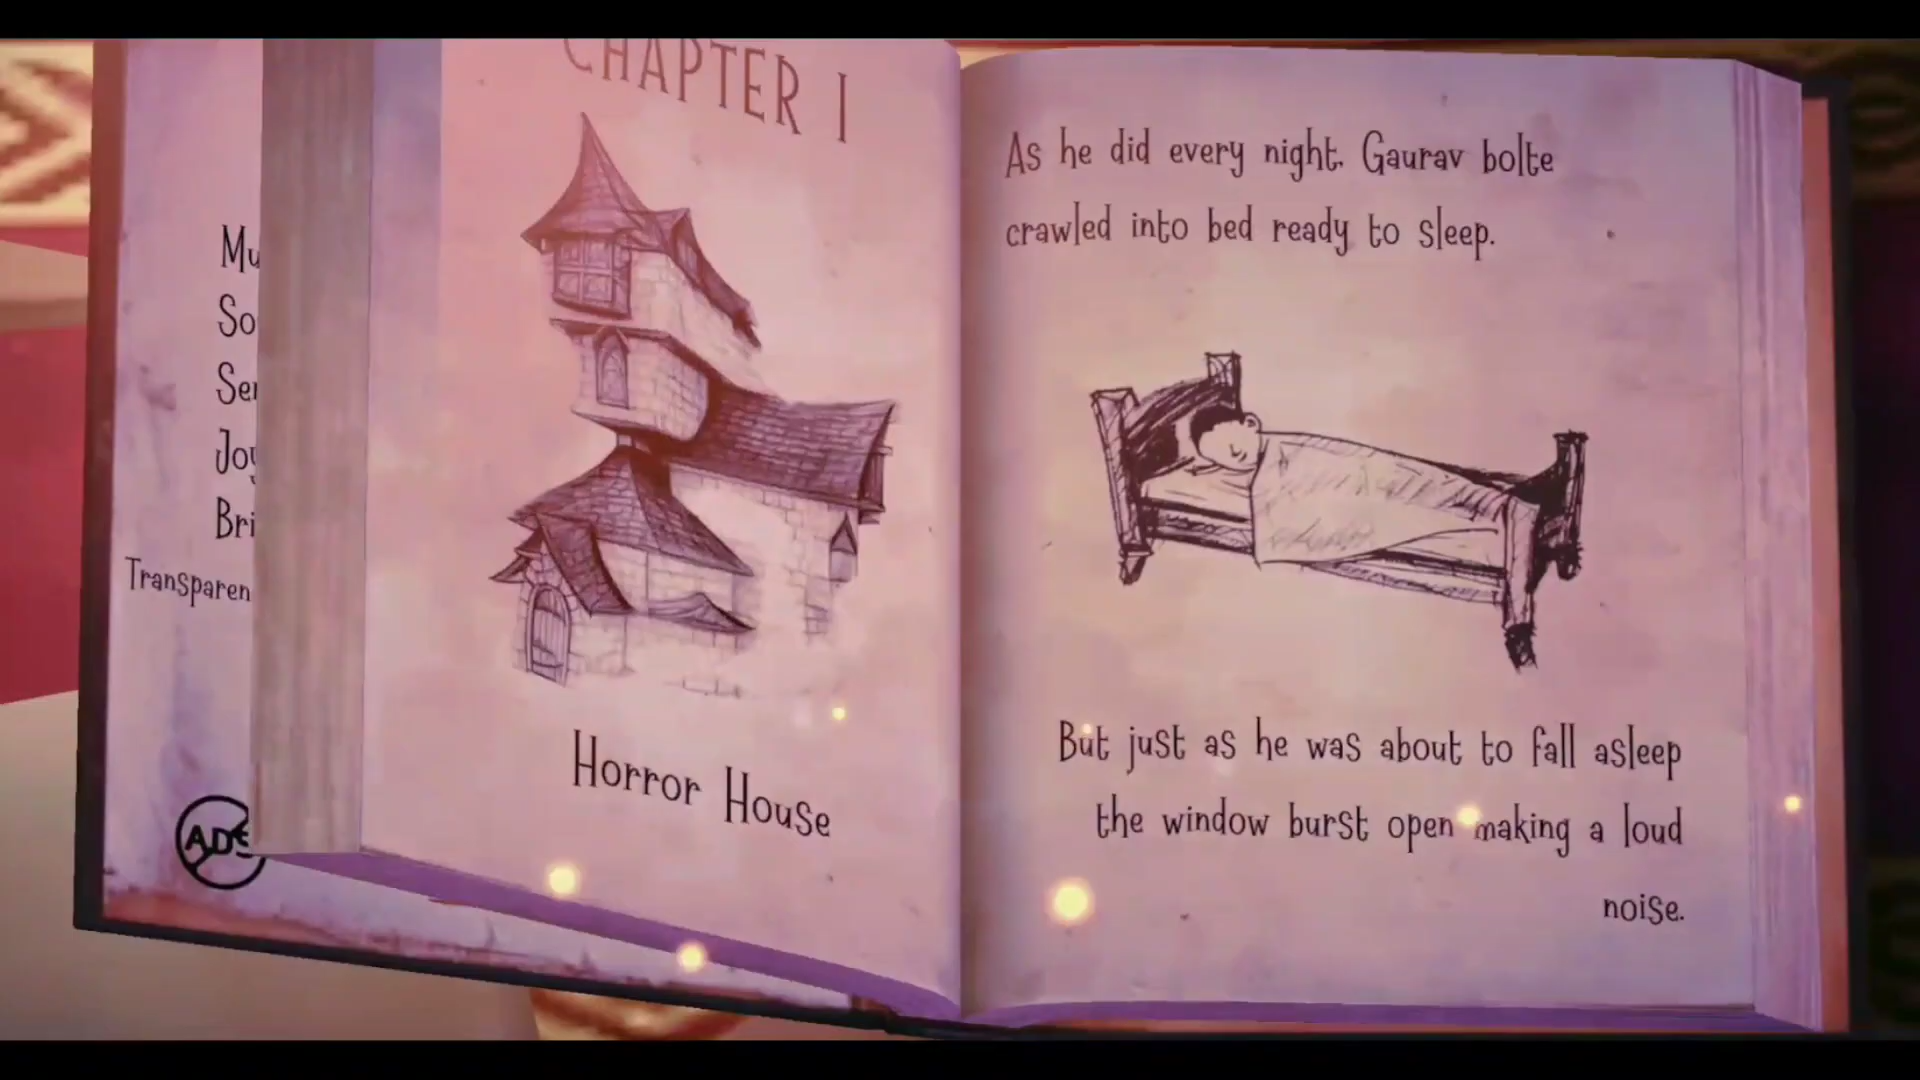 CHAPTER 1
Horror House
As he did every night. Gaurav bolte
crawled into bed ready to sleep.
But just as he was about to fall asleep
the window burst open making a loud
noise.